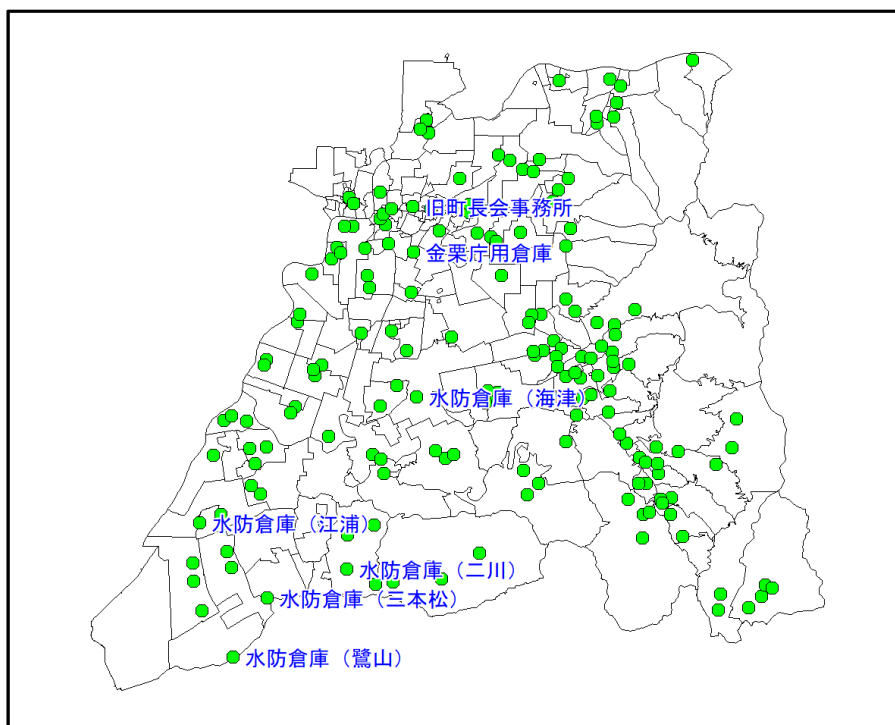 旧町長会事務所
金栗庁用倉庫
水防倉庫（海津）
水防倉庫（江浦）
水防倉庫（二川）
水防倉庫（三本松）
水防倉庫（鷺山）